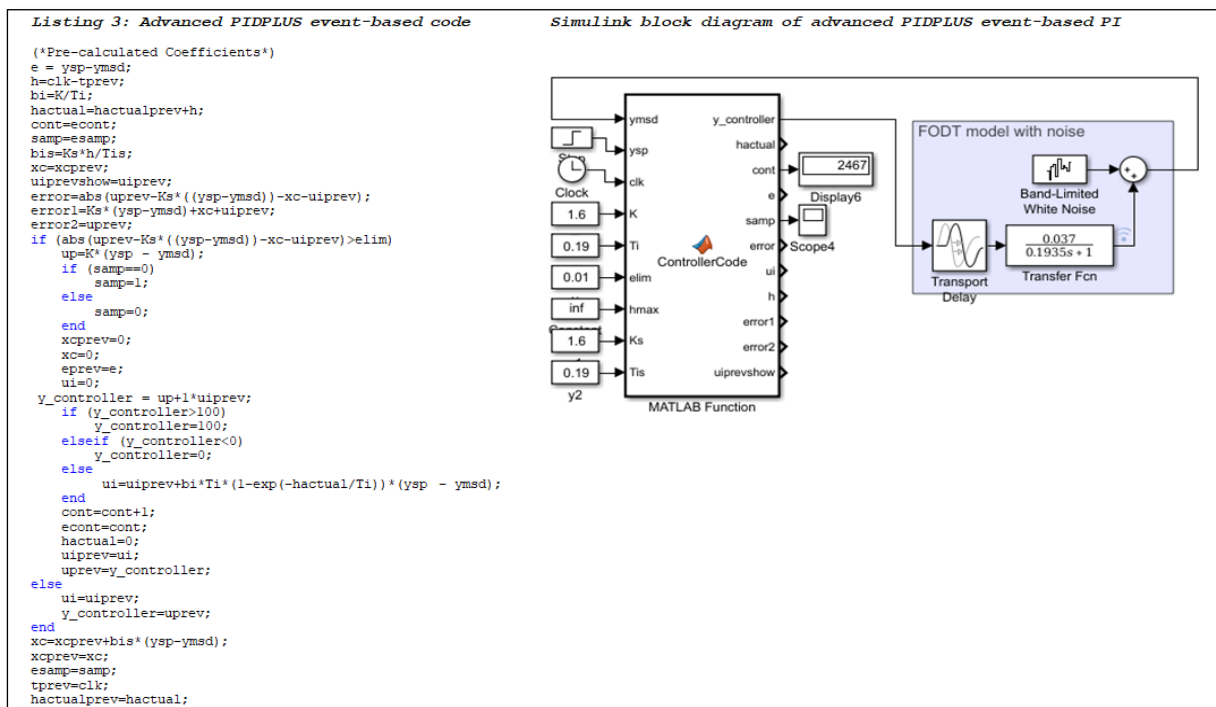 Listing 3: Advanced PIDPLUS event-based code
(*Pre-calculated Coefficients*)
e = ysp-ymsd;
h=clk-tprev;
bi=K/Ti;
hactual=hactualprev+h;
cont=econt;
samp=esamp;
bis=Ks*h/Tis;
xc=xcprev;
uiprevshow=uiprev;
error=abs(uprev-Ks*((ysp-ymsd))-xc-uiprev);
error1=Ks*(ysp-ymsd)+xc+uiprev;
error2=uprev;
if (abs(uprev-Ks*((ysp-ymsd))-xc-uiprev)>elim)
up=K*(ysp - ymsd);
if (samp==0)
samp=1;
else
samp=0;
end
xcprev=0;
xc=0;
eprev=e;
ui=0;
y_controller = up+1*uiprev;
if (y_controller>100)
y_controller=100;
elseif (y_controller<0)
y_controller=0;
else
ui=uiprev+bi*Ti*(1-exp(-hactual/Ti))*(ysp - ymsd);
end
cont=cont+1;
econt=cont;
hactual=0;
uiprev=ui;
uprev=y_controller;
else
ui=uiprev;
y_controller=uprev;
end
xc=xcprev+bis*(ysp-ymsd);
xcprev=xc;
esamp=samp;
tprev=clk;
hactualprev=hactual;
Simulink block diagram of advanced PIDPLUS event-based PI
ymsd
ysp
clk
K
Ti
elim
hmax
Ks
Tis
Clock
1.6
0.19
0.01
inf
1.6
0.19
y2
ControllerCode
MATLAB Function
y_controller
hactual
cont
e
samp
error
ui
h
error1
error2
uiprevshow
2467
Display6
Scope4
FODT model with noise
Band-Limited
White Noise
Transport
Delay
0.037
0.1935s + 1
Transfer Fcn